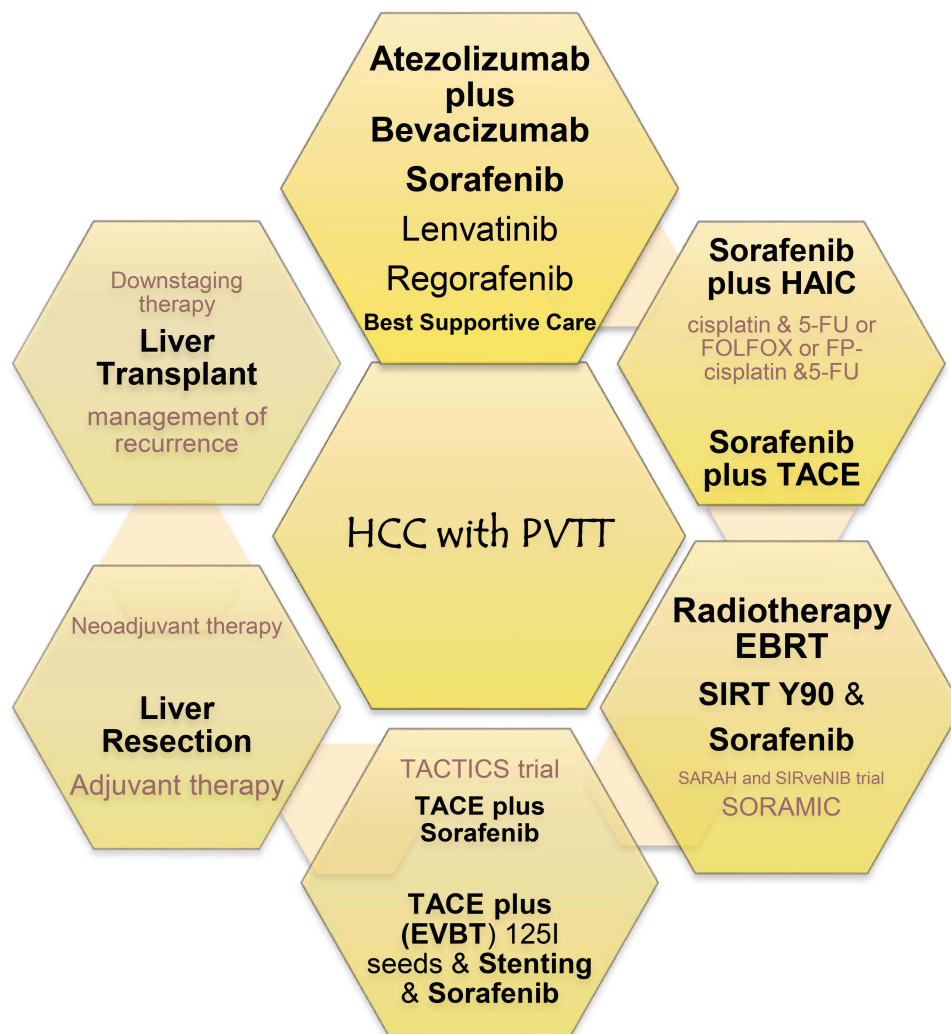 Atezolizumab
plus
Bevacizumab
Sorafenib
Lenvatinib
Regorafenib
Best Supportive Care
Sorafenib
plus HAIC
cisplatin & 5-FU or
FOLFOX or FP-
cisplatin &5-FU
Sorafenib
plus TACE
Radiotherapy
EBRT
SIRT Y90 &
Sorafenib
SARAH and SIRveNIB trial
SORAMIC
TACTICS trial
TACE plus
Sorafenib
TACE plus
(EVBT) 125I
seeds & Stenting
& Sorafenib
Neoadjuvant therapy
Liver
Resection
Adjuvant therapy
Downstaging
therapy
Liver
Transplant
management of
recurrence
HCC with PVTT